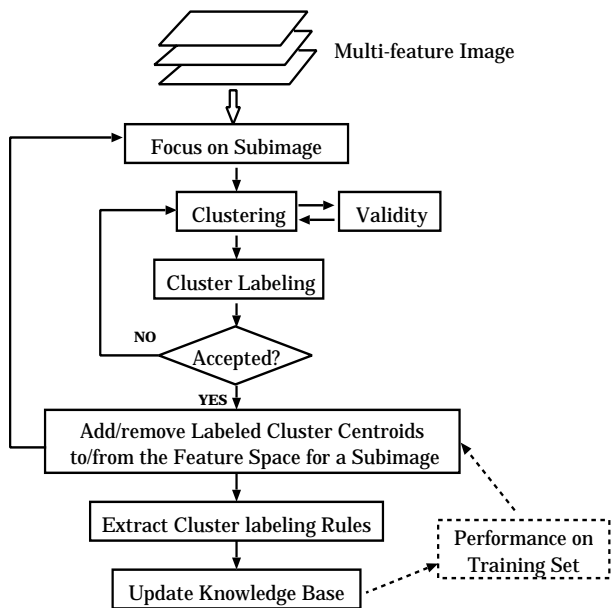 Multi-feature Image
Focus on Subimage
Clustering
Validity
Cluster Labeling
NO
Accepted?
YES
Add/remove Labeled Cluster Centroids
to/from the Feature Space for a Subimage
Extract Cluster labeling Rules
Performance on
Training Set
Update Knowledge Base